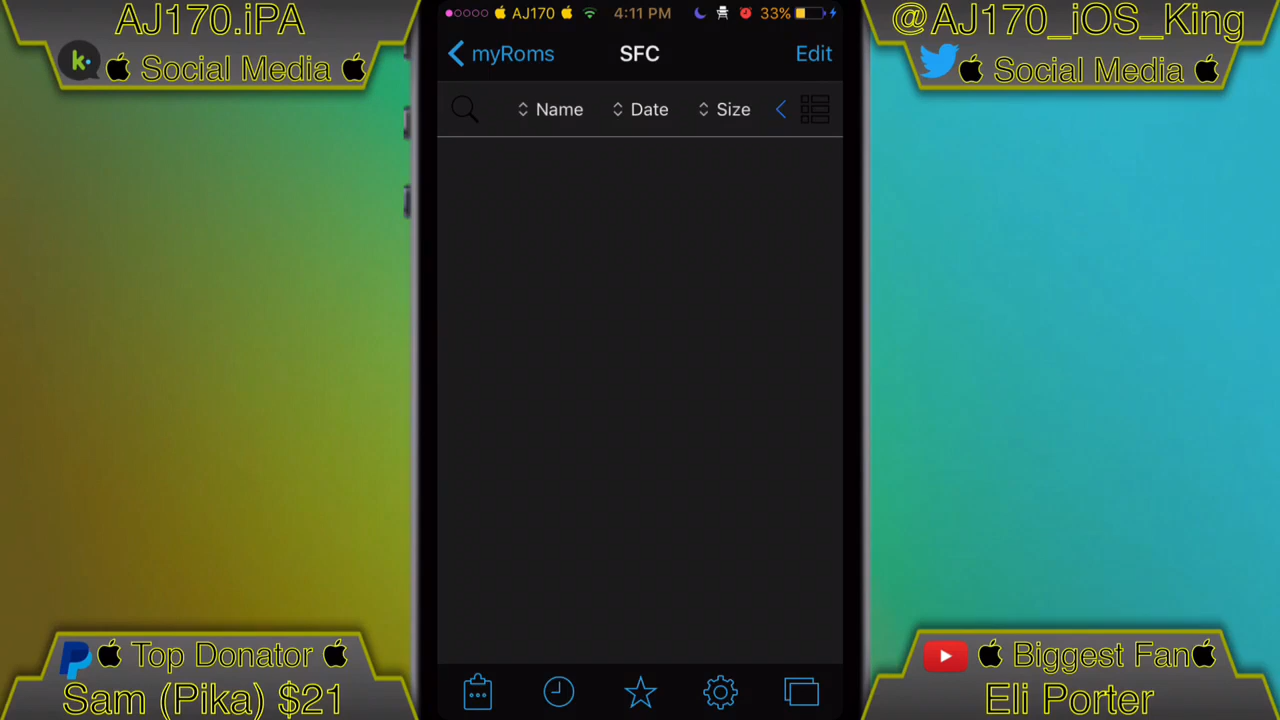 AJ170.iPA
Social Media
AJ170
4:11 PM
33%
myRoms
SFC
Edit
Name
Date
Size
@AJ170_iOS_King
Social Media
Top Donator
Sam (Pika) $21
Biggest Fan
Eli Porter